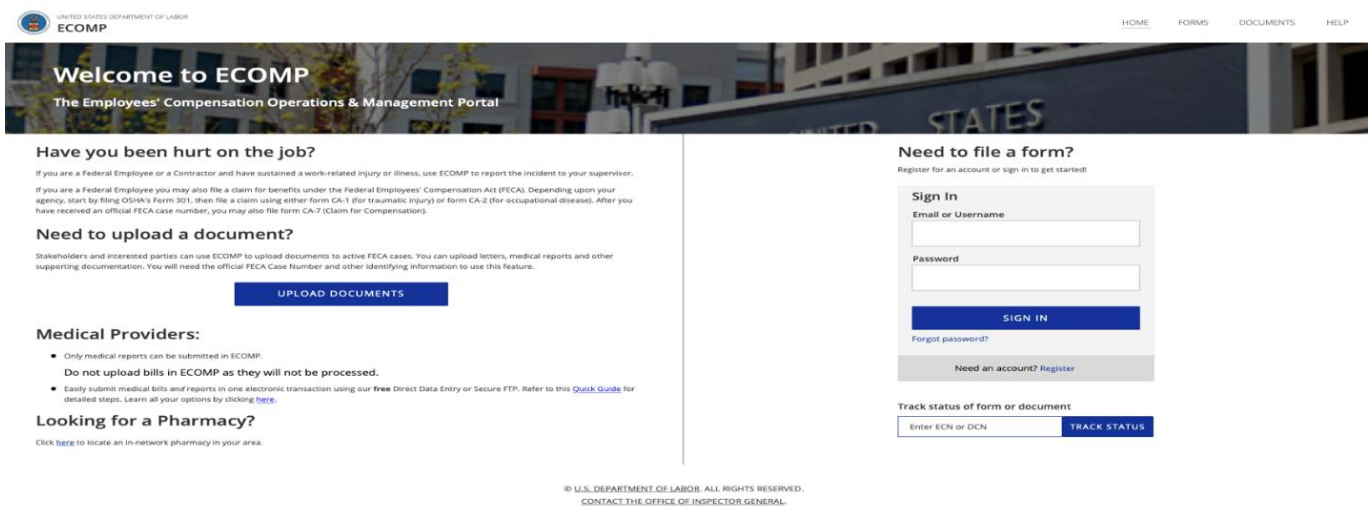 UNITED STATES DEPARTMENT OF LABOR
ECOMP
HOME FORMS DOCUMENTS HELP
Welcome to ECOMP
The Employees' Compensation Operations & Management Portal
UNITED STATES
Have you been hurt on the job?
If you are a Federal Employee or a Contractor and have sustained a work-related injury or illness, use ECOMP to report the incident to your supervisor.
If you are a Federal Employee you may also file a claim for benefits under the Federal Employees' Compensation Act (FECA). Depending upon your
agency, start by filing OSHA's Form 301, then file a claim using either form CA-1 (for traumatic injury) or form CA-2 (for occupational disease). After you
have received an official FECA case number, you may also file form CA-7 (Claim for Compensation).
Need to upload a document?
Stakeholders and interested parties can use ECOMP to upload documents to active FECA cases. You can upload letters, medical reports and other
supporting documentation. You will need the official FECA Case Number and other identifying information to use this feature.
UPLOAD DOCUMENTS
Medical Providers:
• Only medical reports can be submitted in ECOMP.
Do not upload bills in ECOMP as they will not be processed.
• Easily submit medical bills and reports in one electronic transaction using our free Direct Data Entry or Secure FTP. Refer to this Quick Guide for
detailed steps. Learn all your options by clicking here.
Looking for a Pharmacy?
Click here to locate an in-network pharmacy in your area.
Need to file a form?
Register for an account or sign in to get started!
Sign In
Email or Username
Password
SIGN IN
Forgot password?
Need an account? Register
Track status of form or document
Enter ECN or DCN
TRACK STATUS
© U.S. DEPARTMENT OF LABOR. ALL RIGHTS RESERVED.
CONTACT THE OFFICE OF INSPECTOR GENERAL.